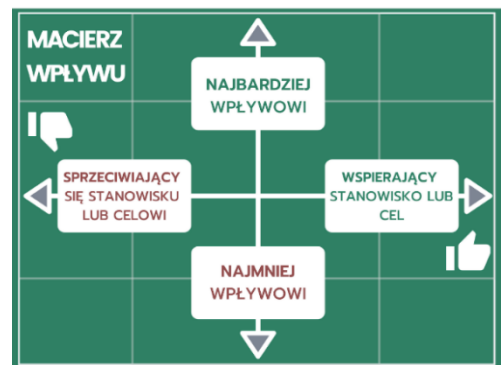 MACIERZ
WPŁYWU
NAJBARDZIEJ
WPŁYWOWI
SPRZECIWIAJĄCY
SIĘ STANOWISKU
LUB CELOWI
WSPIERAJĄCY
STANOWISKO LUB
CEL
NAJMNIEJ
WPŁYWOWI